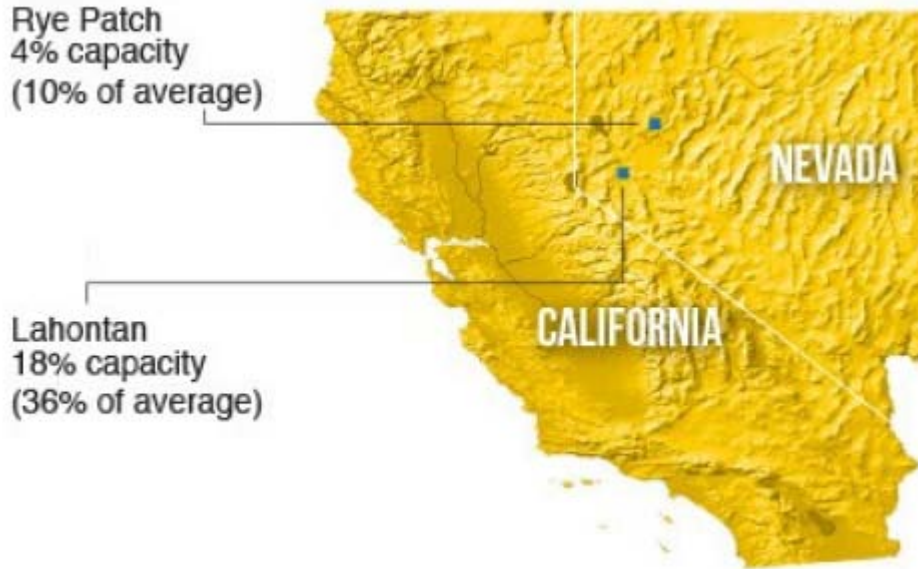 Rye Patch
4% capacity
(10% of average)
NEVADA
CALIFORNIA
Lahontan
18% capacity
(36% of average)